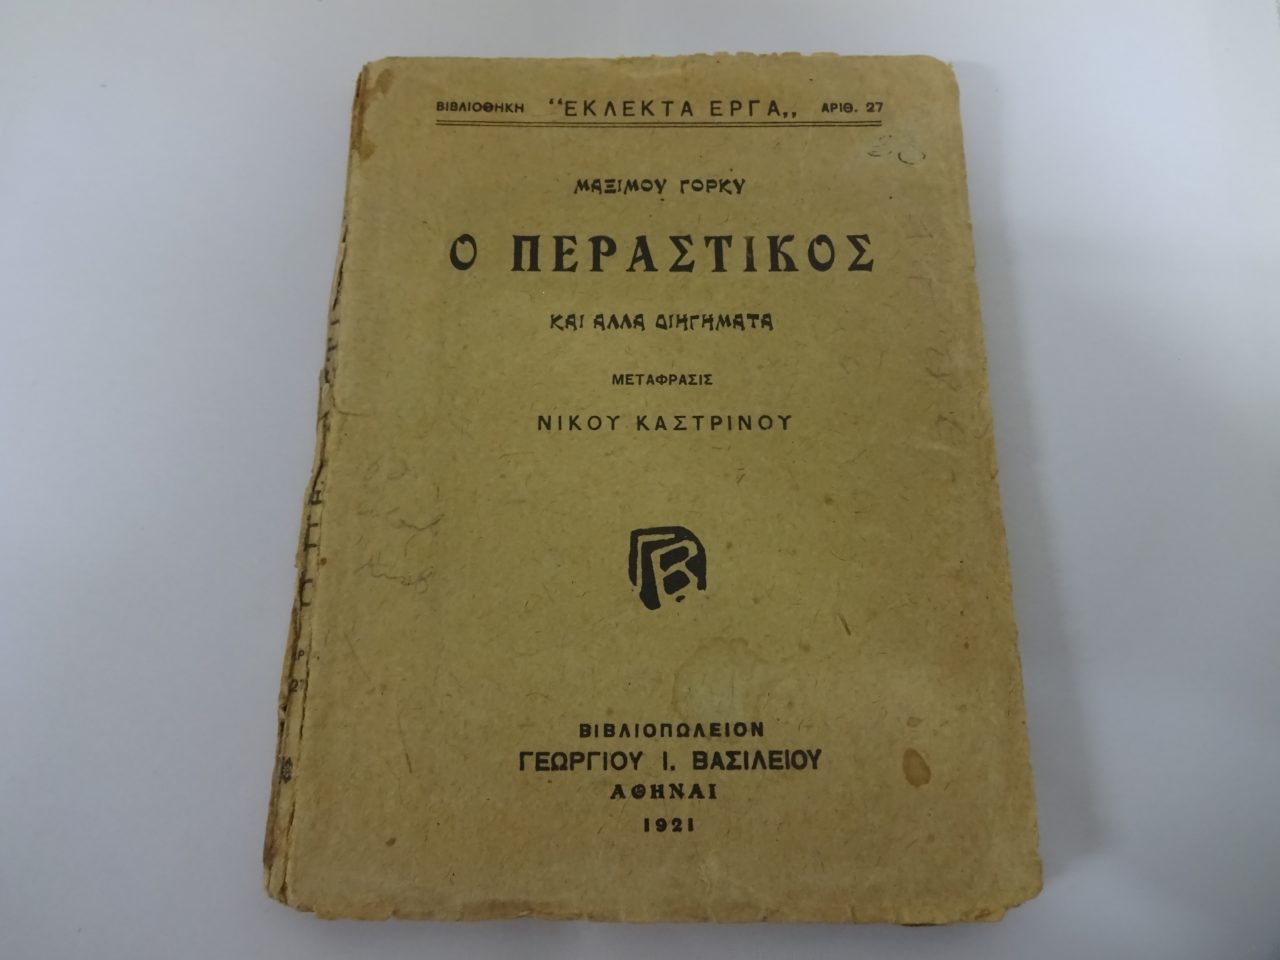 ΒΙΒΛΙΟΘΗΚΗ "ΕΚΛΕΚΤΑ ΕΡΓΑ„ ΑΡΙΘ. 27
ΜΑΞΙΜΟΥ ΓΟΡΚΥ
Ο ΠΕΡΑΣΤΙΚΟΣ
ΚΑΙ ΑΛΛΑ ΔΙΗΓΗΜΑΤΑ
ΜΕΤΑΦΡΑΣΙΣ
ΝΙΚΟΥ ΚΑΣΤΡΙΝΟΥ
ΓΒ
ΒΙΒΛΙΟΠΩΛΕΙΟΝ
ΓΕΩΡΓΙΟΥ Ι. ΒΑΣΙΛΕΙΟΥ
ΑΘΗΝΑΙ
1921